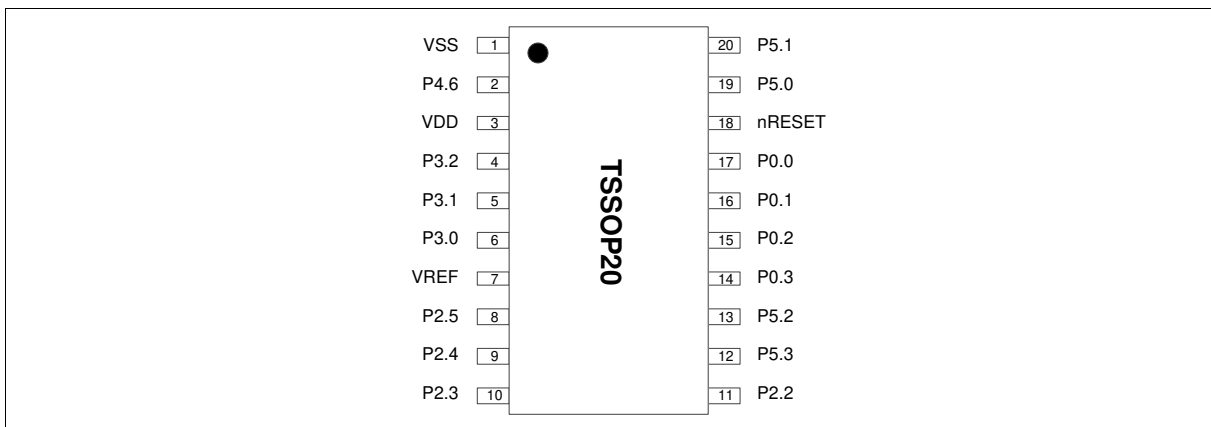 VSS 1 20 P5.1
P4.6 2 19 P5.0
VDD 3 18 nRESET
P3.2 4 17 P0.0
P3.1 5 16 P0.1
P3.0 6 15 P0.2
VREF 7 14 P0.3
P2.5 8 13 P5.2
P2.4 9 12 P5.3
P2.3 10 11 P2.2
TSSOP20